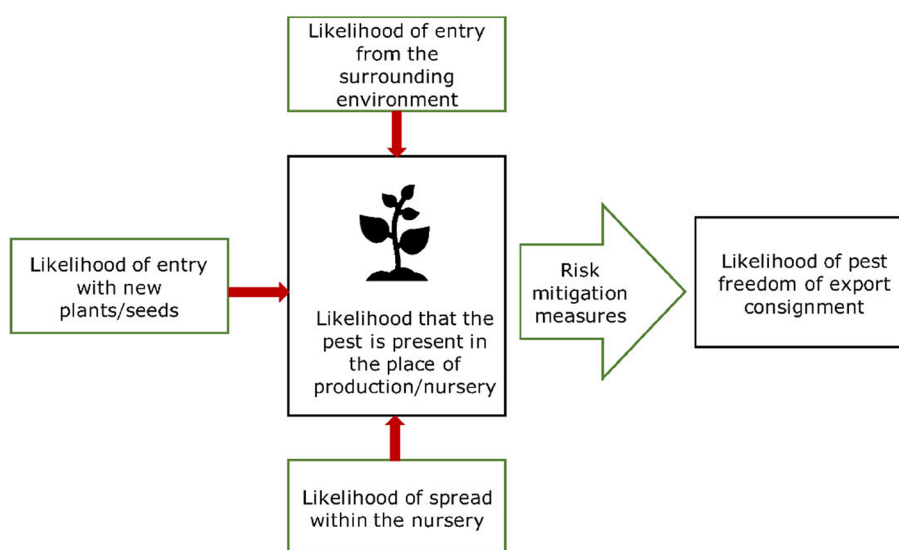 Likelihood of entry
from the
surrounding
environment
Likelihood of entry
with new
plants/seeds
Likelihood that the
pest is present in
the place of
production/nursery
Risk
mitigation
measures
Likelihood of pest
freedom of export
consignment
Likelihood of spread
within the nursery